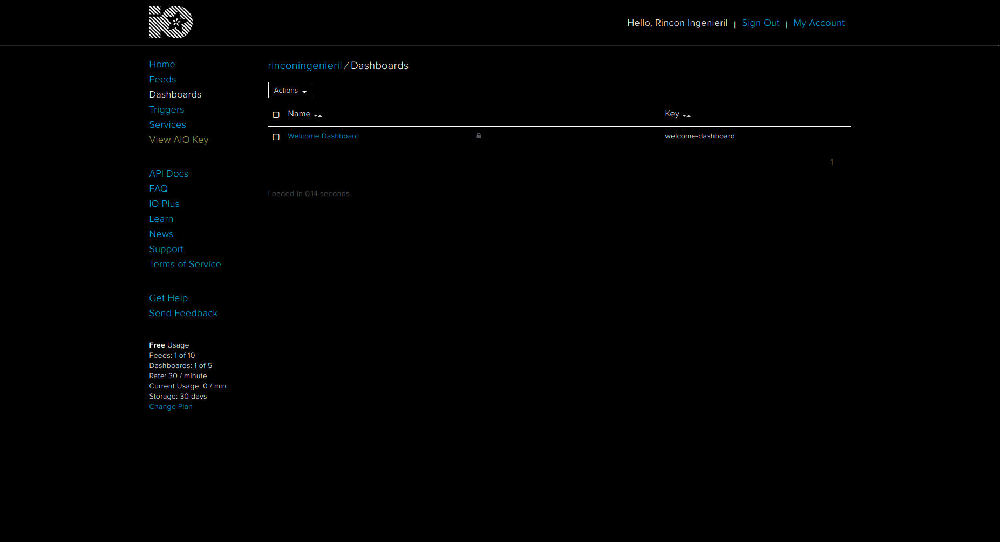 iO
Hello, Rincon Ingenieril | Sign Out | My Account
Home
Feeds
Dashboards
Triggers
Services
View AIO Key
API Docs
FAQ
IO Plus
Learn
News
Support
Terms of Service
Get Help
Send Feedback
Free Usage
Feeds: 1 of 10
Dashboards: 1 of 5
Rate: 30 / minute
Current Usage: 0 / min
Storage: 30 days
Change Plan
rinconingenieril / Dashboards
Actions
Name Key
Welcome Dashboard welcome-dashboard
1
Loaded in 0.14 seconds.